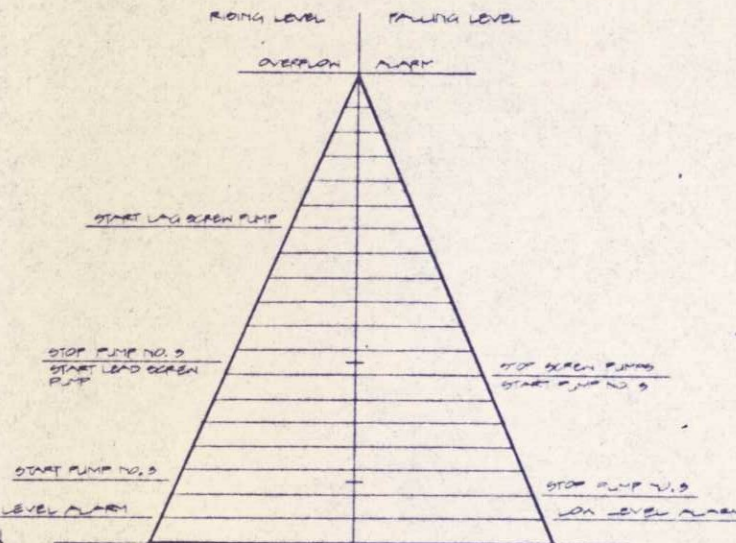 RISING LEVEL FALLING LEVEL
OVERFLOW ALARM
START LAG SCREW PUMP
STOP PUMP NO. 3
START LEAD SCREW
PUMP
STOP SCREW PUMPS
START PUMP NO. 3
START PUMP NO. 3
STOP PUMP NO. 3
LEVEL ALARM
LOW LEVEL ALARM